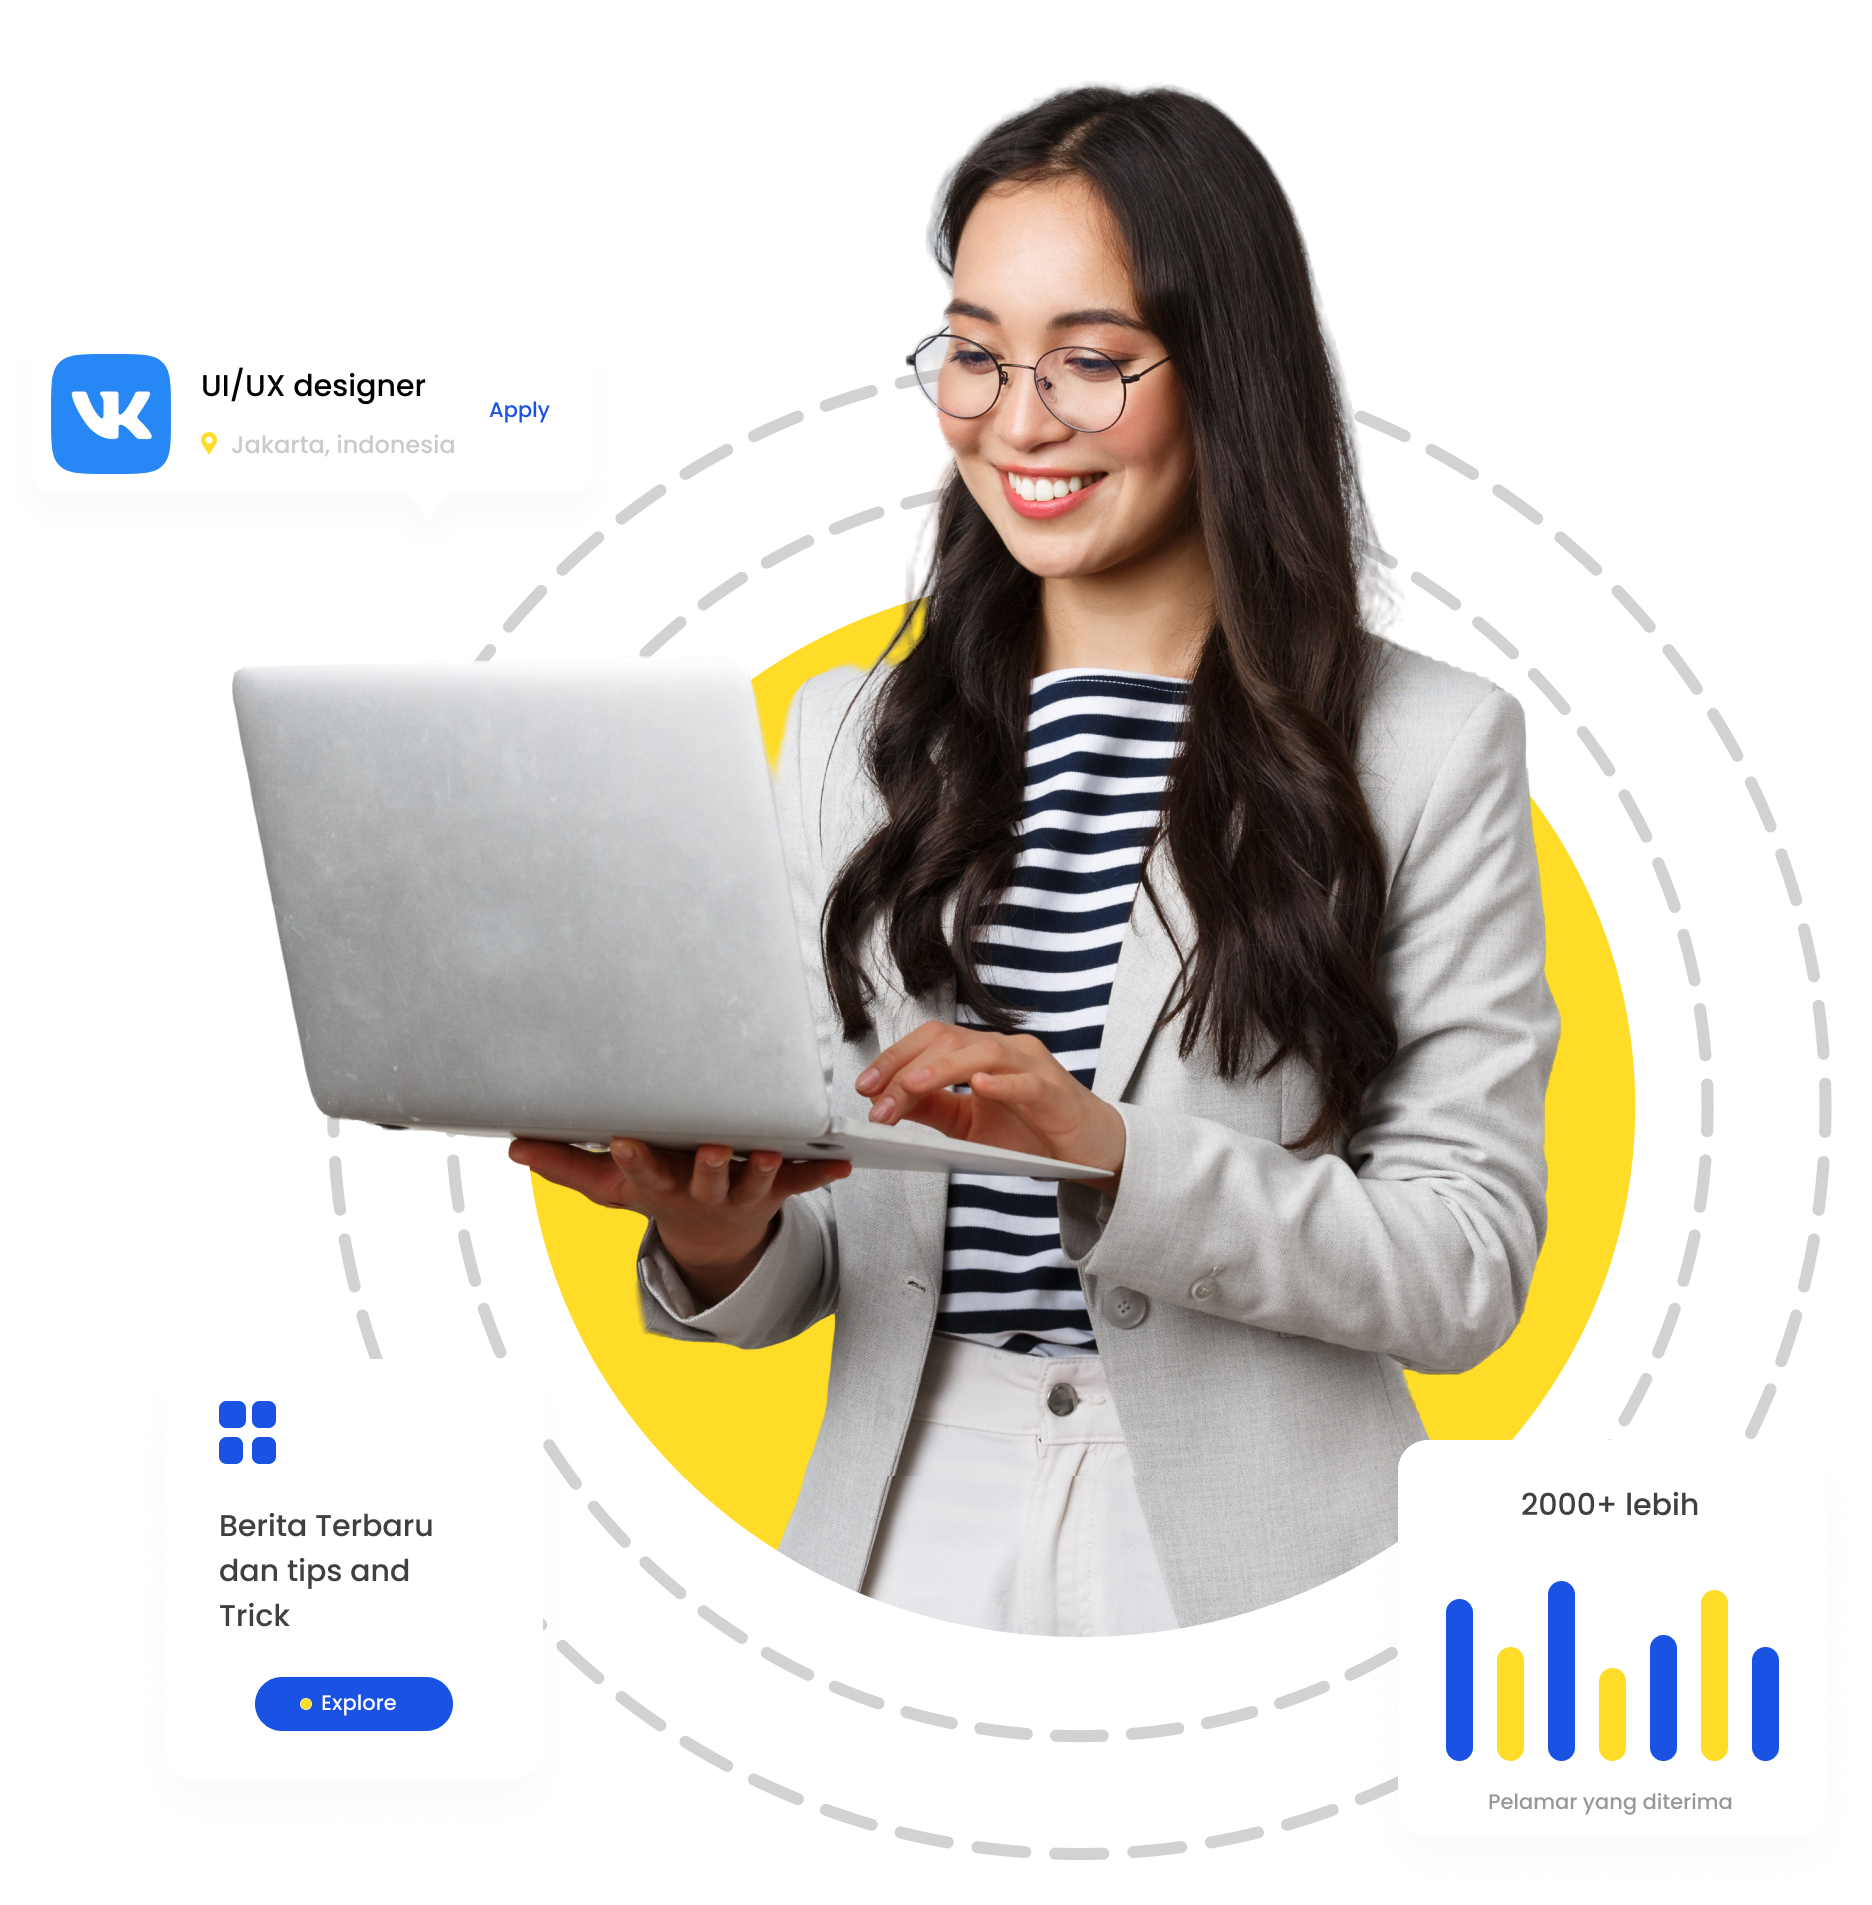 UI/UX designer
Apply
Jakarta, indonesia
Berita Terbaru
dan tips and
Trick
Explore
2000+ lebih
Pelamar yang diterima